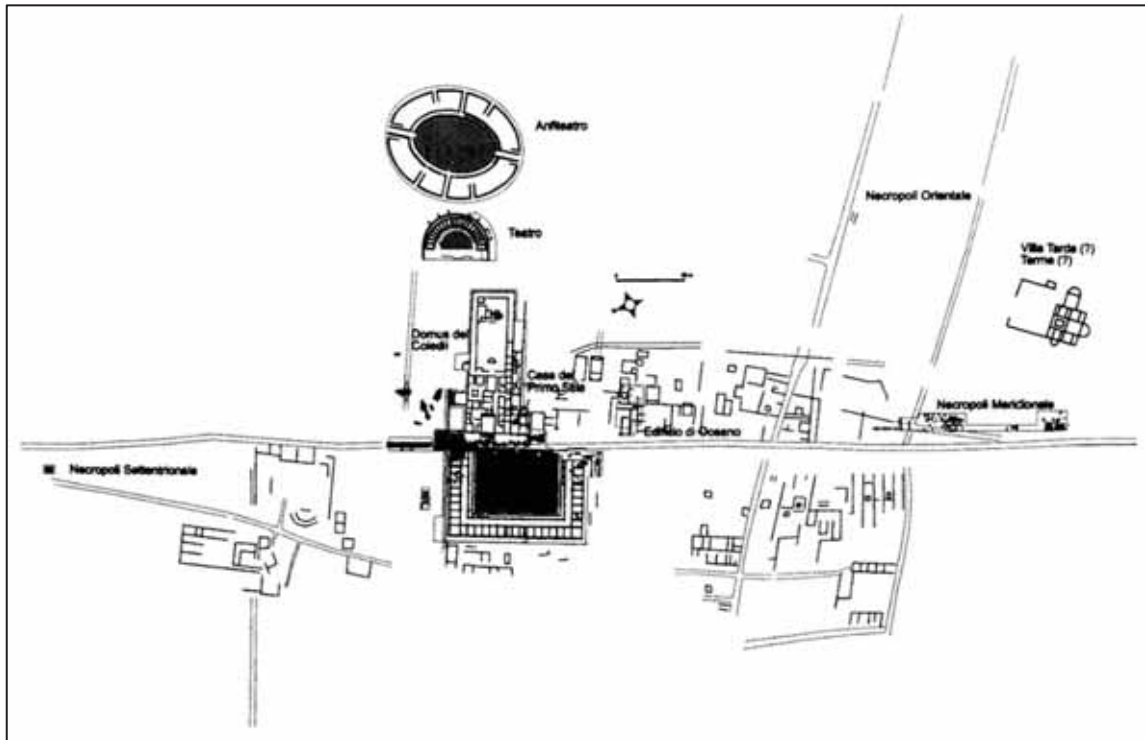 Anfiteatro
Teatro
Necropoli Orientale
Villa Tarda (?)
Terme (?)
Domus dei
Coiedii
Casa del
Primo Stile
Necropoli Meridionale
Edificio di Oceano
Necropoli Settentrionale